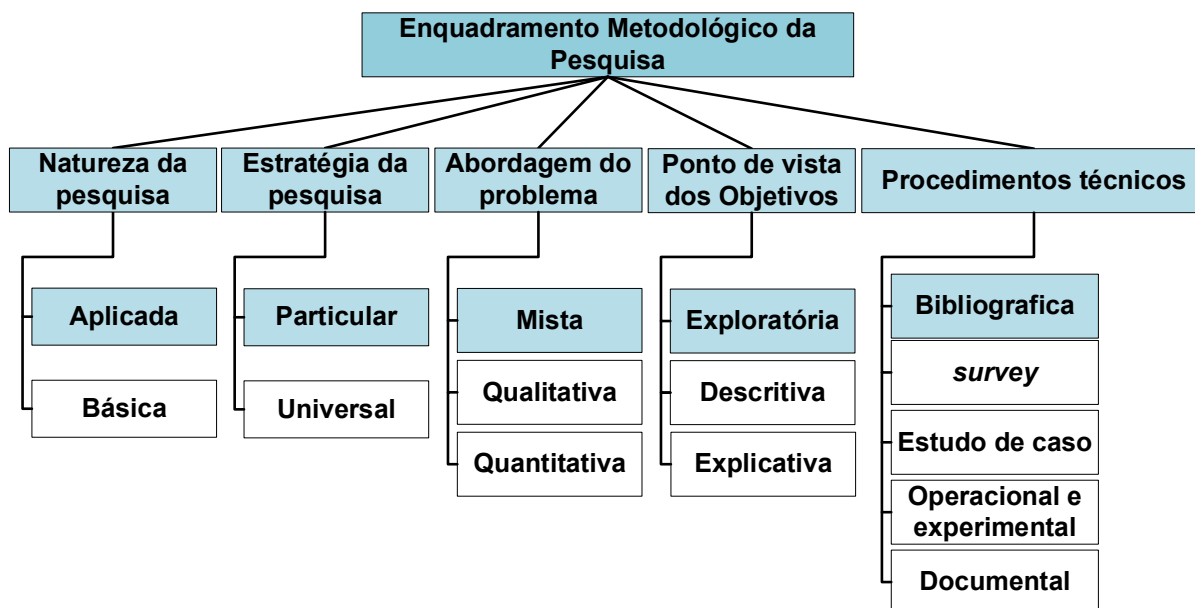 Enquadramento Metodológico da
Pesquisa
Natureza da
pesquisa
Estratégia da
pesquisa
Abordagem do
problema
Ponto de vista
dos Objetivos
Procedimentos técnicos
Aplicada
Básica
Particular
Universal
Mista
Qualitativa
Quantitativa
Exploratória
Descritiva
Explicativa
Bibliografica
survey
Estudo de caso
Operacional e
experimental
Documental